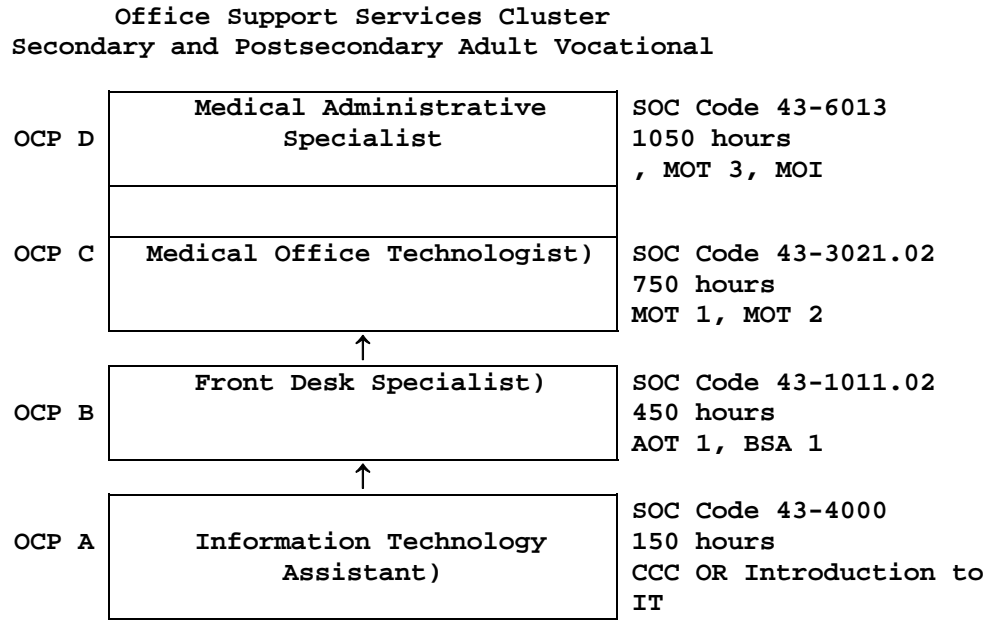 Office Support Services Cluster
Secondary and Postsecondary Adult Vocational
OCP D
Medical Administrative
Specialist
SOC Code 43-6013
1050 hours
, MOT 3, MOI
OCP C
Medical Office Technologist)
SOC Code 43-3021.02
750 hours
MOT 1, MOT 2
↑
OCP B
Front Desk Specialist)
SOC Code 43-1011.02
450 hours
AOT 1, BSA 1
↑
OCP A
Information Technology
Assistant)
SOC Code 43-4000
150 hours
CCC OR Introduction to
IT